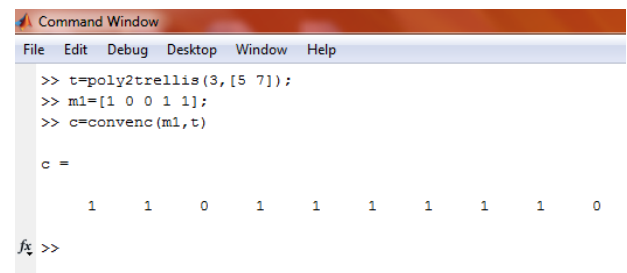 Command Window
File Edit Debug Desktop Window Help
>> t=poly2trellis(3,[5 7]);
>> m1=[1 0 0 1 1];
>> c=convenc(m1,t)
c =
1 1 0 1 1 1 1 1 1 0
fx >>